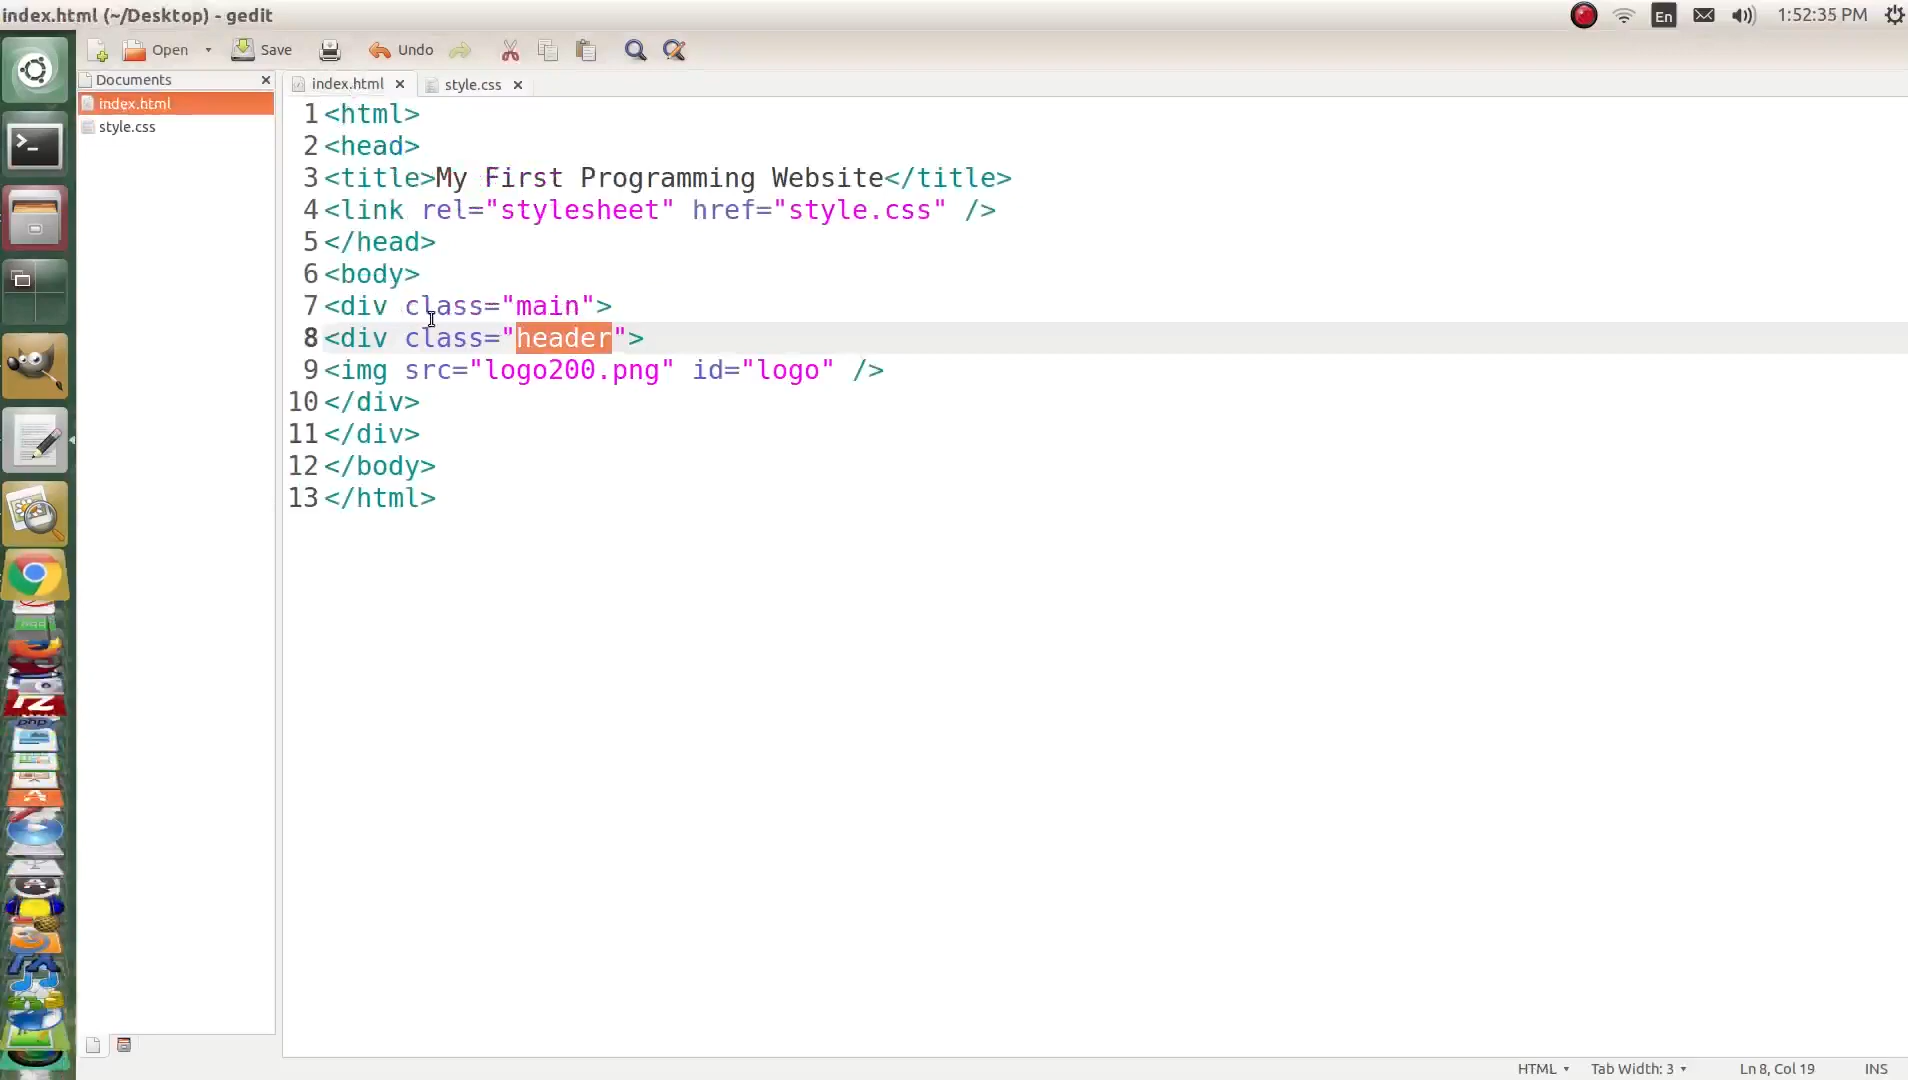 index.html (~/Desktop) - gedit
En
1:52:35 PM
Open
Save
Undo
Documents
index.html
style.css
index.html
style.css
1<html>
2<head>
3<title>My First Programming Website</title>
4<link rel="stylesheet" href="style.css" />
5</head>
6<body>
7<div class="main">
8<div class="header">
9<img src="logo200.png" id="logo" />
10</div>
11</div>
12</body>
13</html>
HTML
Tab Width: 3
Ln 8, Col 19
INS